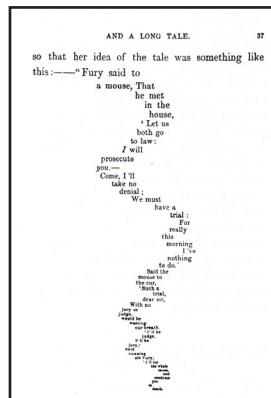 AND A LONG TALE. 37
so that her idea of the tale was something like
this:——"Fury said to
a mouse, That
he met
in the
house,
'Let us
both go
to law:
I will
prosecute
you.—
Come, I'll
take no
denial;
We must
have a
trial:
For
really
this
morning
I've
nothing
to do.'
Said the
mouse to
the cur,
'Such a
trial,
dear sir,
With no
jury or
judge,
would be
wasting
our breath.
'I'll be
judge,
I'll be
jury,'
Said
cunning
old Fury;
'I'll try
the whole
cause,
and
condemn
you
to
death.